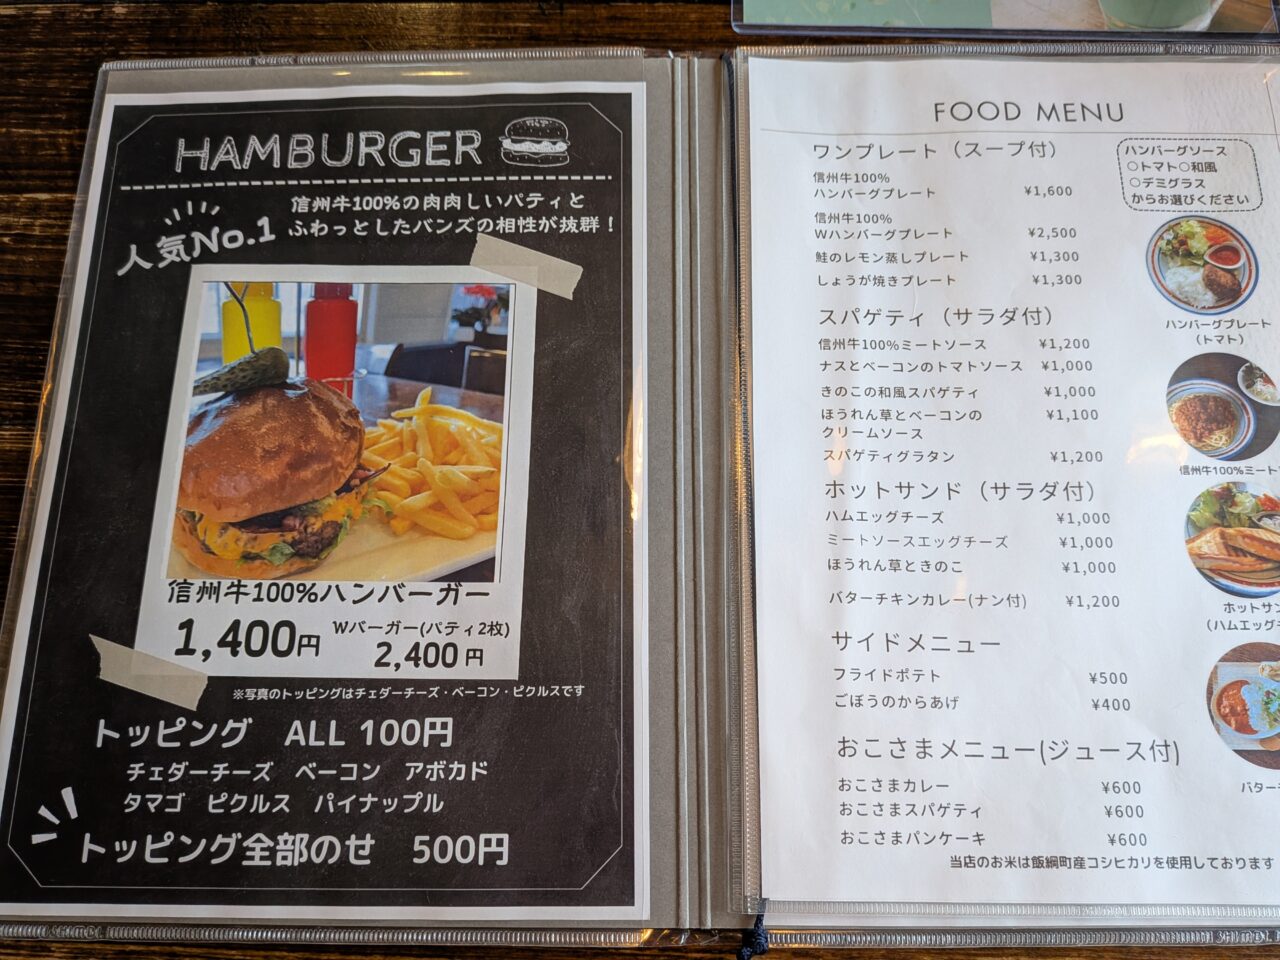 HAMBURGER
人気No.1
信州牛100%の肉肉しいパティと
ふわっとしたバンズの相性が抜群！
信州牛100%ハンバーガー
1,400円
Wバーガー(パティ2枚)
2,400円
※写真のトッピングはチェダーチーズ・ベーコン・ピクルスです
トッピング ALL 100円
チェダーチーズ ベーコン アボカド
タマゴ ピクルス パイナップル
トッピング全部のせ 500円
FOOD MENU
ワンプレート（スープ付）
信州牛100%
ハンバーグプレート ¥1,600
信州牛100%
Wハンバーグプレート ¥2,500
鮭のレモン蒸しプレート ¥1,300
しょうが焼きプレート ¥1,300
スパゲティ（サラダ付）
信州牛100%ミートソース ¥1,200
ナスとベーコンのトマトソース ¥1,000
きのこの和風スパゲティ ¥1,000
ほうれん草とベーコンの ¥1,100
クリームソース
スパゲティグラタン ¥1,200
ホットサンド（サラダ付）
ハムエッグチーズ ¥1,000
ミートソースエッグチーズ ¥1,000
ほうれん草ときのこ ¥1,000
バターチキンカレー(ナン付) ¥1,200
サイドメニュー
フライドポテト ¥500
ごぼうのからあげ ¥400
おこさまメニュー(ジュース付)
おこさまカレー ¥600
おこさまスパゲティ ¥600
おこさまパンケーキ ¥600
当店のお米は飯綱町産コシヒカリを使用しております
ハンバーグソース
○トマト○和風
○デミグラス
からお選びください
ハンバーグプレート
（トマト）
信州牛100%ミート
ホットサン
（ハムエッグチ
バター